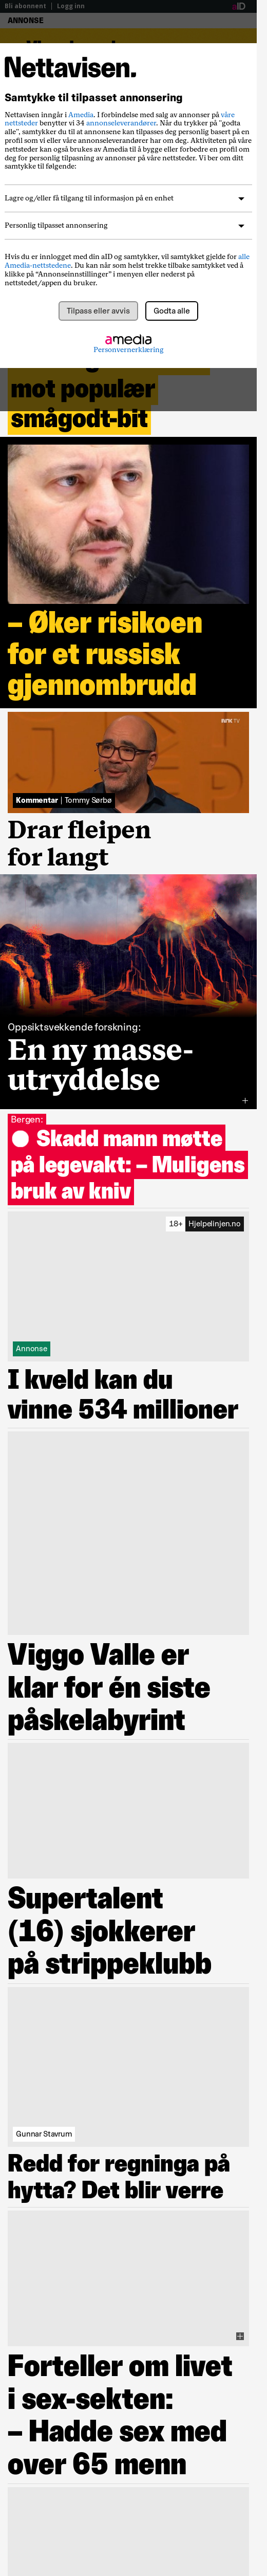 Bli abonnent | Logg inn
aID
ANNONSE
Nettavisen.
Samtykke til tilpasset annonsering
Nettavisen inngår i Amedia. I forbindelse med salg av annonser på våre
nettsteder benytter vi 34 annonseleverandører. Når du trykker på "godta
alle", samtykker du til at annonsene kan tilpasses deg personlig basert på en
profil som vi eller våre annonseleverandører har om deg. Aktiviteten på våre
nettsteder kan også brukes av Amedia til å bygge eller forbedre en profil om
deg for personlig tilpasning av annonser på våre nettsteder. Vi ber om ditt
samtykke til følgende:
Lagre og/eller få tilgang til informasjon på en enhet
Personlig tilpasset annonsering
Hvis du er innlogget med din aID og samtykker, vil samtykket gjelde for alle
Amedia-nettstedene. Du kan når som helst trekke tilbake samtykket ved å
klikke på “Annonseinnstillinger” i menyen eller nederst på
nettstedet/appen du bruker.
Tilpass eller avvis
Godta alle
amedia
Personvernerklæring
mot populær
smågodt-bit
– Øker risikoen
for et russisk
gjennombrudd
NRK TV
Kommentar | Tommy Sørbø
Drar fleipen
for langt
Oppsiktsvekkende forskning:
En ny masse-
utryddelse
Bergen:
Skadd mann møtte
på legevakt: – Muligens
bruk av kniv
18+ Hjelpelinjen.no
Annonse
I kveld kan du
vinne 534 millioner
Viggo Valle er
klar for én siste
påskelabyrint
Supertalent
(16) sjokkerer
på strippeklubb
Gunnar Stavrum
Redd for regninga på
hytta? Det blir verre
Forteller om livet
i sex-sekten:
– Hadde sex med
over 65 menn